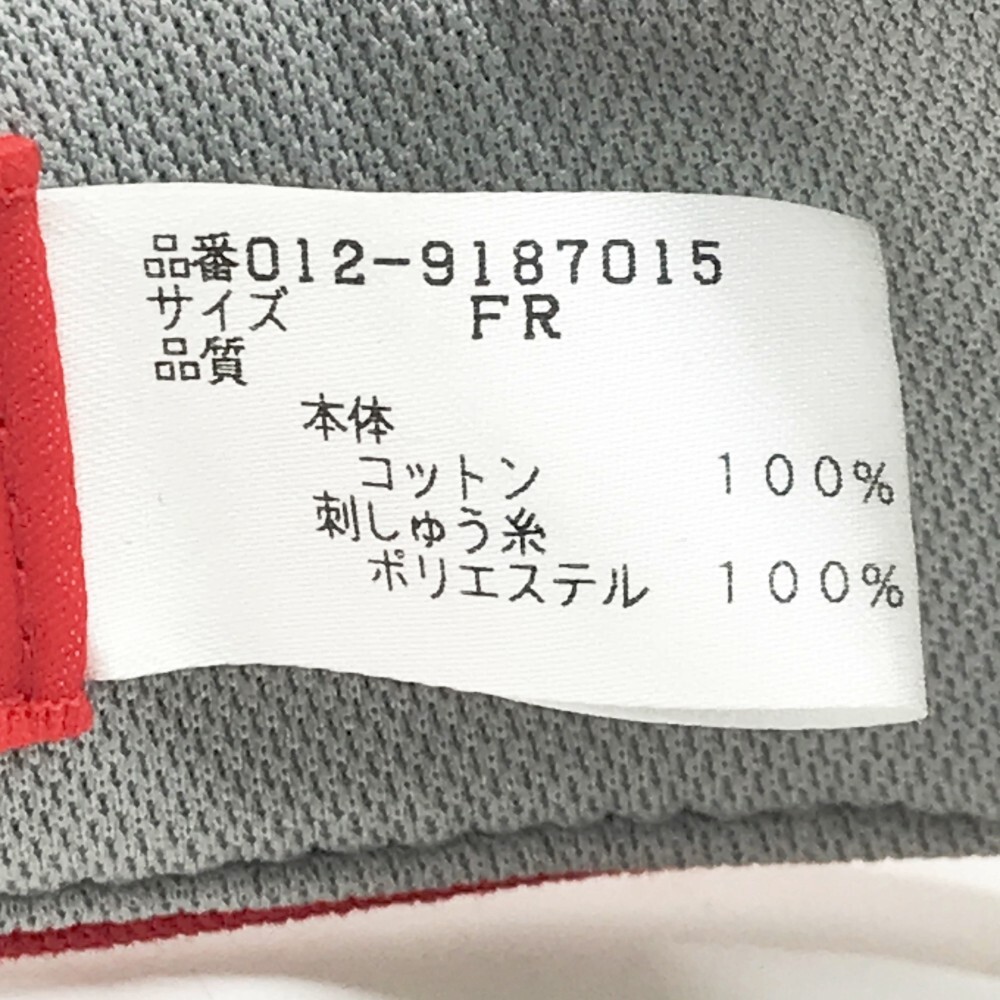 品番012-9187015
サイズ FR
品質
本体
コットン 100%
刺しゅう糸
ポリエステル 100%